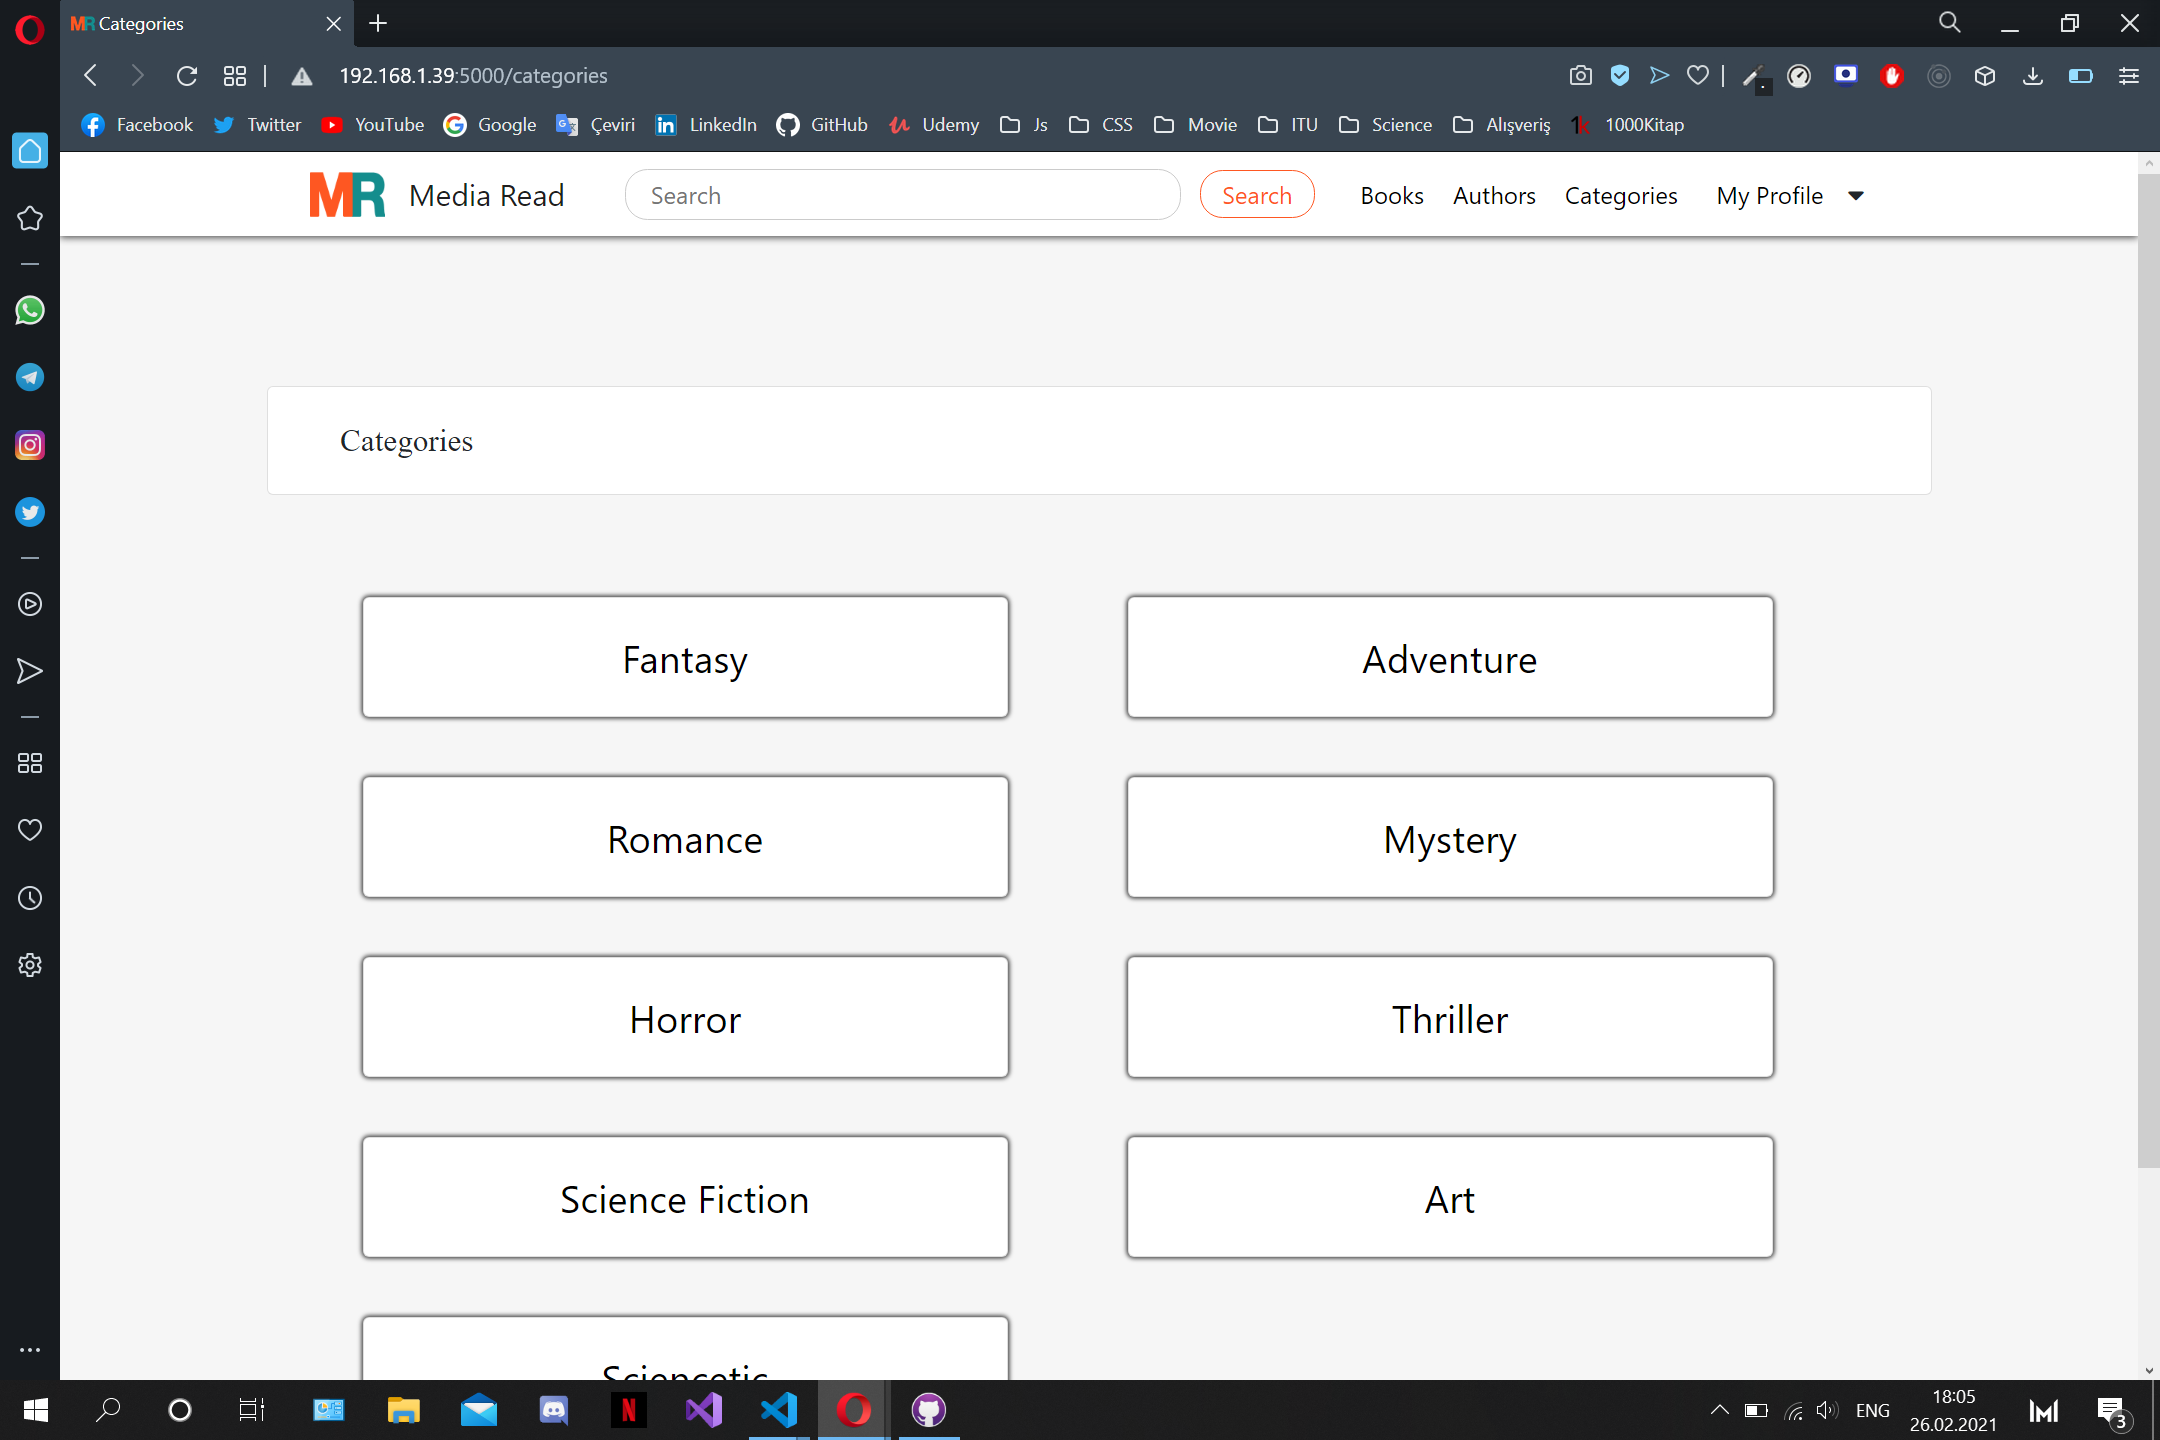 MR Categories
192.168.1.39:5000/categories
Facebook Twitter YouTube Google Çeviri LinkedIn GitHub Udemy Js CSS Movie ITU Science Alışveriş 1000Kitap
MR Media Read Search Search Books Authors Categories My Profile
Categories
Fantasy Adventure
Romance Mystery
Horror Thriller
Science Fiction Art
Sciencetic
ENG 18:05
26.02.2021 3